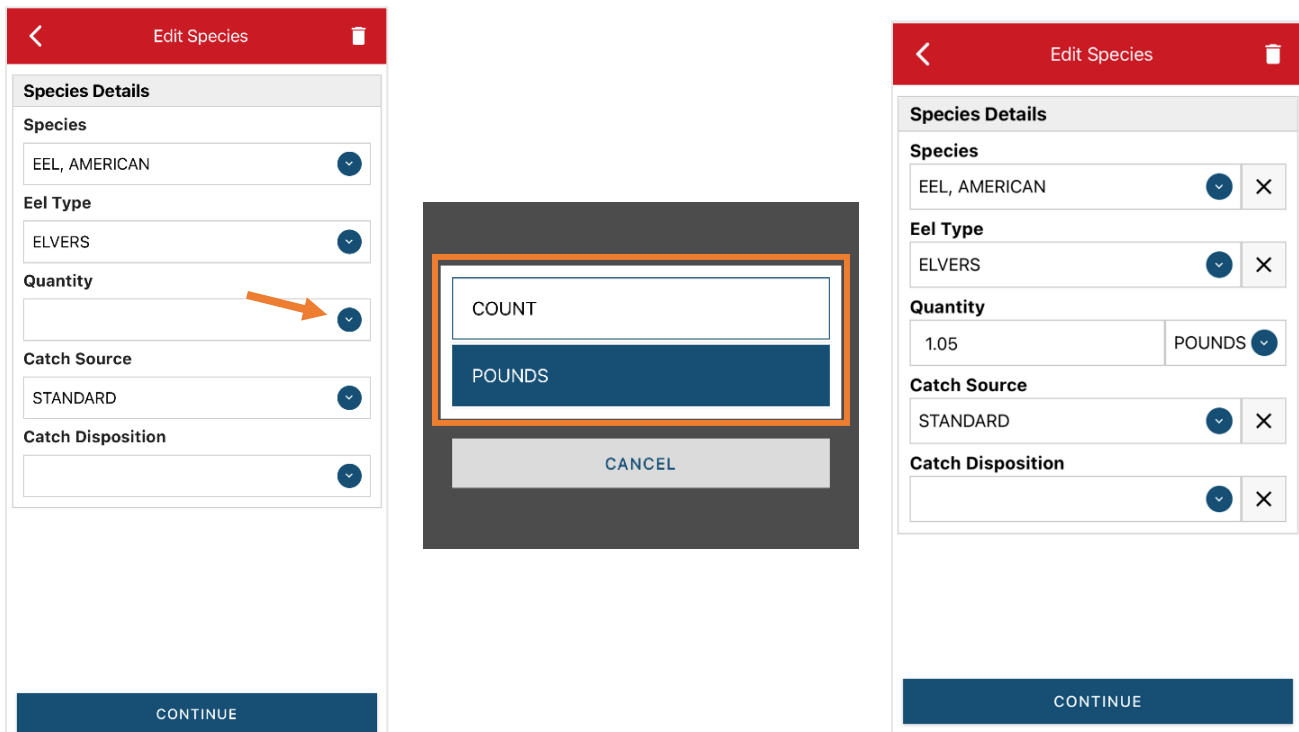 Edit Species
Species Details
Species
EEL, AMERICAN
Eel Type
ELVERS
Quantity
Catch Source
STANDARD
Catch Disposition
CONTINUE
COUNT
POUNDS
CANCEL
Edit Species
Species Details
Species
EEL, AMERICAN
Eel Type
ELVERS
Quantity
1.05 POUNDS
Catch Source
STANDARD
Catch Disposition
CONTINUE